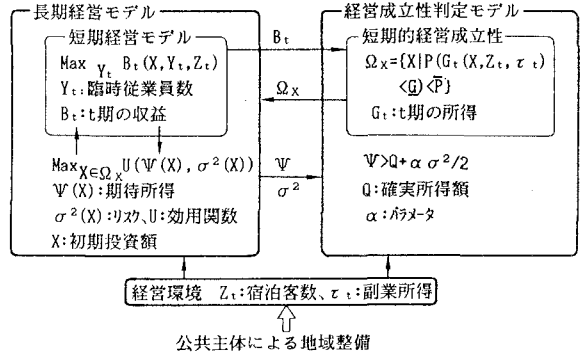 長期経営モデル
短期経営モデル
Max Yt Bt(X,Yt,Zt)
Yt:臨時従業員数
Bt:t期の収益
MaxX∈Ωx U(Ψ(X), σ²(X))
Ψ(X):期待所得
σ²(X):リスク、U:効用関数
X:初期投資額
Bt
Ωx
Ψ
σ²
経営成立性判定モデル
短期的経営成立性
Ωx={X|P(Gt(X,Zt,τt)
<G)<P̄}
Gt:t期の所得
Ψ>Q+ασ²/2
Q:確実所得額
α:パラメータ
経営環境 Zt:宿泊客数、τt:副業所得
公共主体による地域整備